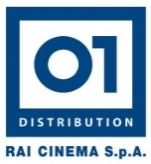 01
DISTRIBUTION
RAI CINEMA S.p.A.